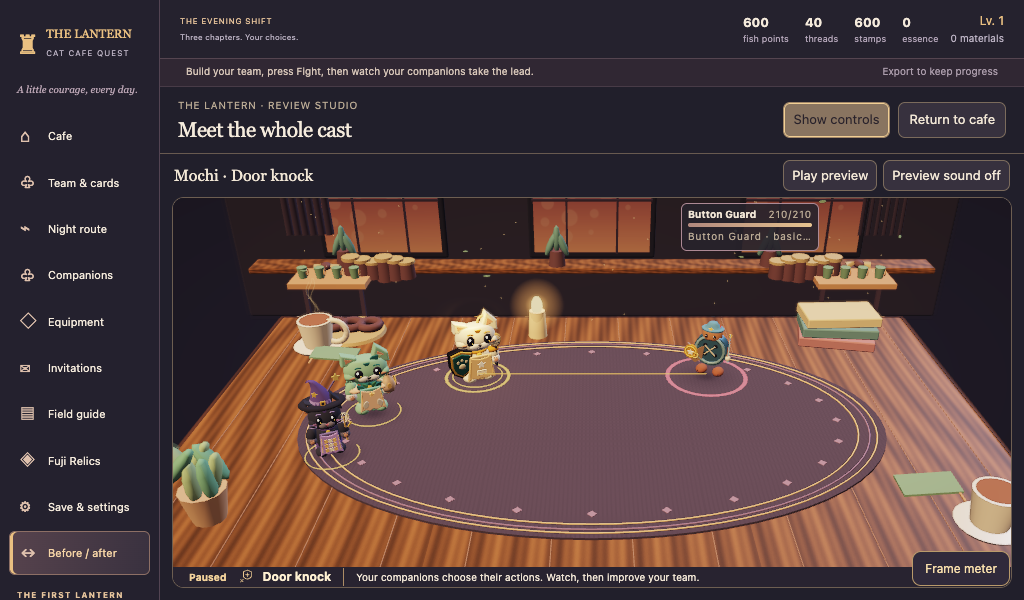 THE LANTERN
CAT CAFE QUEST
A little courage, every day.
Cafe
Team & cards
Night route
Companions
Equipment
Invitations
Field guide
Fuji Relics
Save & settings
Before / after
THE FIRST LANTERN
THE EVENING SHIFT
Three chapters. Your choices.
600
fish points
40
threads
600
stamps
0
essence
Lv. 1
0 materials
Build your team, press Fight, then watch your companions take the lead.
Export to keep progress
THE LANTERN · REVIEW STUDIO
Meet the whole cast
Show controls
Return to cafe
Mochi · Door knock
Play preview
Preview sound off
Button Guard 210/210
Button Guard · basic...
Paused
Door knock
Your companions choose their actions. Watch, then improve your team.
Frame meter